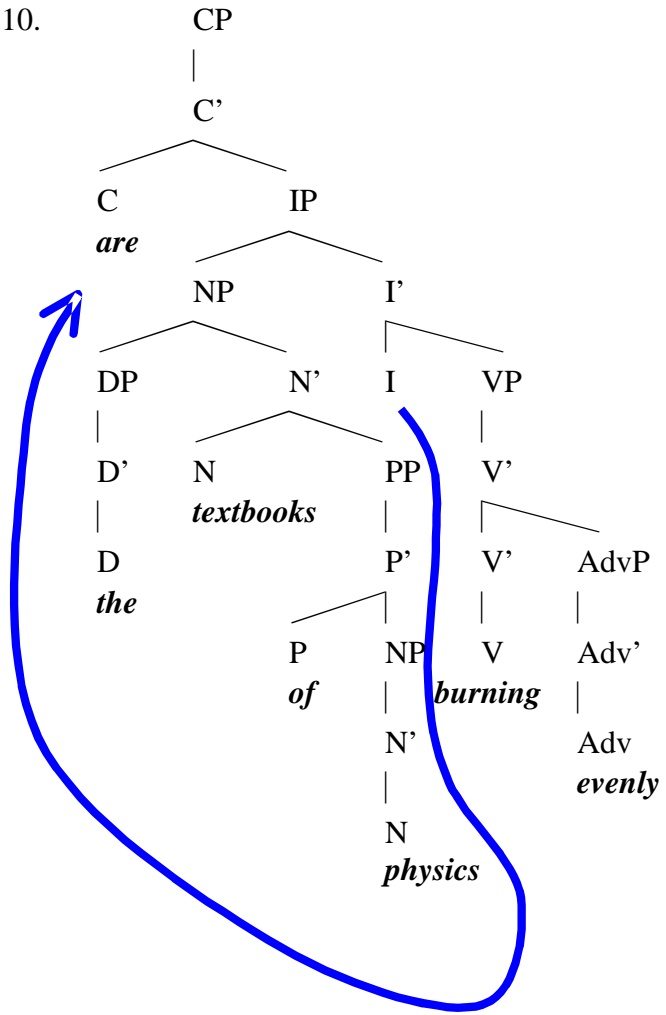 10. CP
C’
C IP
are
NP I’
DP N’ I VP
D’ N PP V’
textbooks
D P’ V’ AdvP
the
P NP V Adv’
of burning
N’ Adv
evenly
N
physics